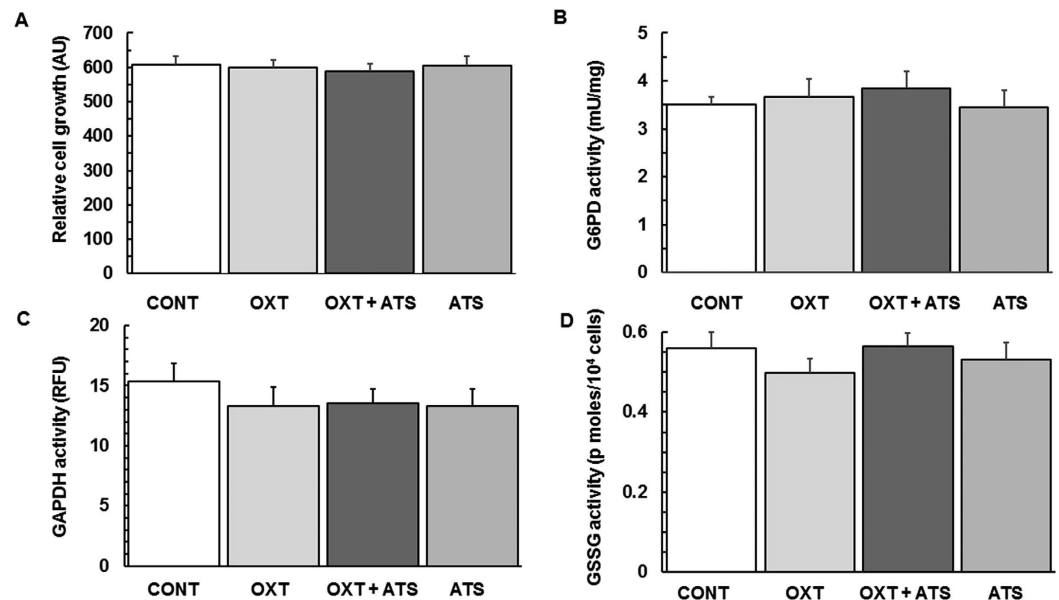 A
Relative cell growth (AU)
700
600
500
400
300
200
100
0
CONT OXT OXT + ATS ATS
B
G6PD activity (mU/mg)
5
4
3
2
1
0
CONT OXT OXT + ATS ATS
C
GAPDH activity (RFU)
20
15
10
5
0
CONT OXT OXT + ATS ATS
D
GSSG activity (p moles/10⁴ cells)
0.6
0.4
0.2
0
CONT OXT OXT + ATS ATS